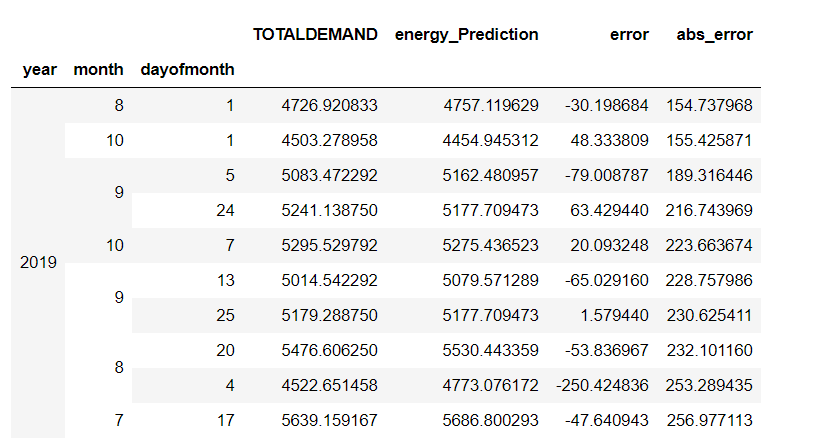 TOTALDEMAND energy_Prediction error abs_error
year month dayofmonth
8 1 4726.920833 4757.119629 -30.198684 154.737968
10 1 4503.278958 4454.945312 48.333809 155.425871
5 5083.472292 5162.480957 -79.008787 189.316446
9
24 5241.138750 5177.709473 63.429440 216.743969
10 7 5295.529792 5275.436523 20.093248 223.663674
2019
13 5014.542292 5079.571289 -65.029160 228.757986
9
25 5179.288750 5177.709473 1.579440 230.625411
20 5476.606250 5530.443359 -53.836967 232.101160
8
4 4522.651458 4773.076172 -250.424836 253.289435
7 17 5639.159167 5686.800293 -47.640943 256.977113